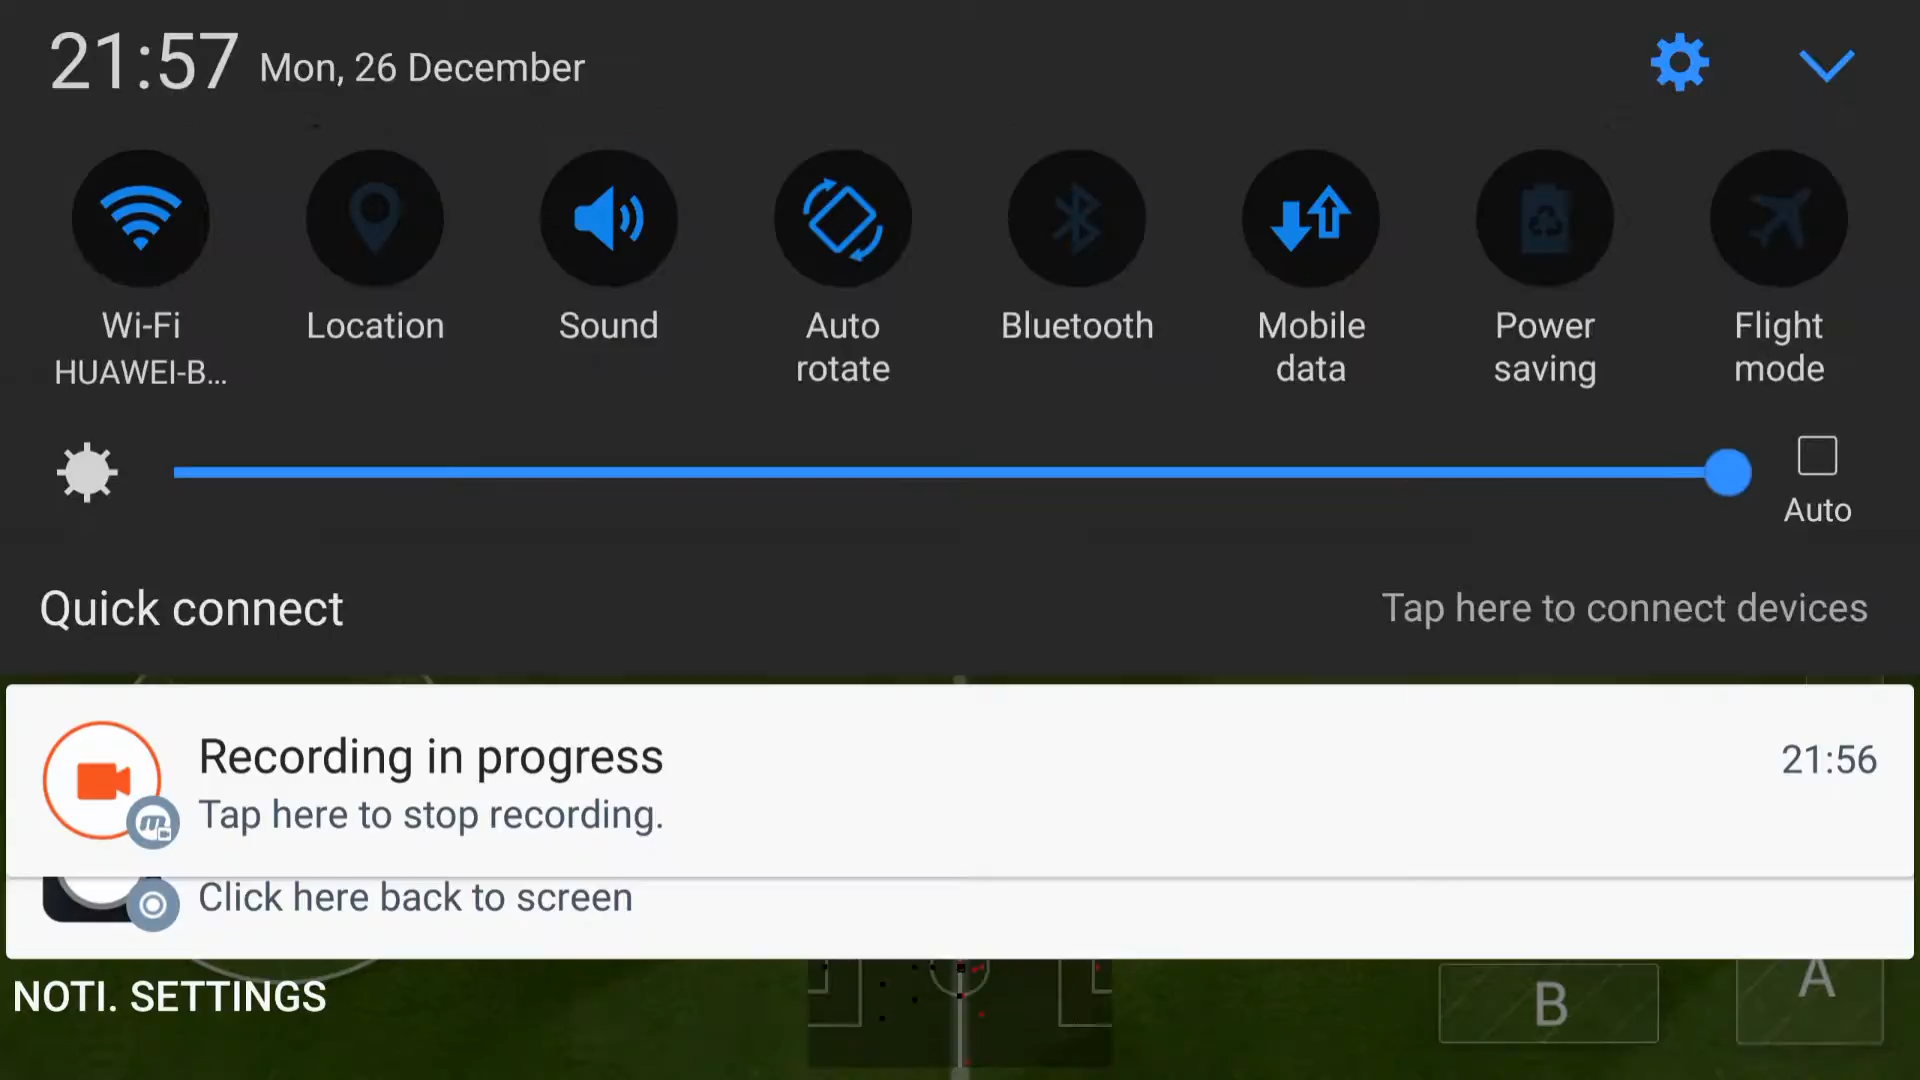 21:57 Mon, 26 December
Wi-Fi
HUAWEI-B...
Location
Sound
Auto
rotate
Bluetooth
Mobile
data
Power
saving
Flight
mode
Auto
Quick connect
Tap here to connect devices
Recording in progress
21:56
Tap here to stop recording.
Click here back to screen
NOTI. SETTINGS
B
A